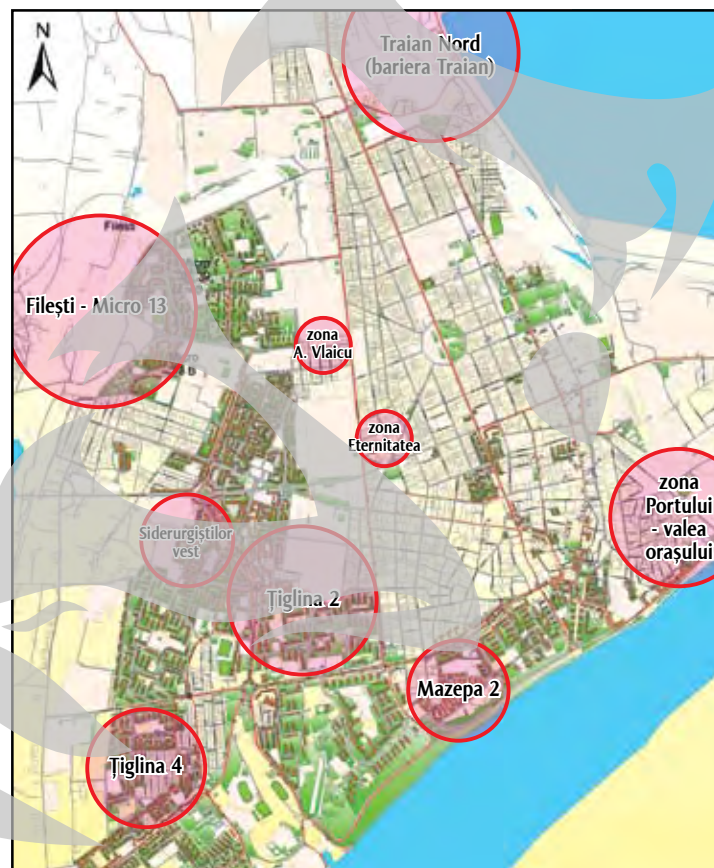 N
Traian Nord
(bariera Traian)
Filești - Micro 13
zona
A. Vlaicu
zona
Eternitatea
zona
Portului
- valea
orașului
Siderurgiștilor
vest
Țiglina 2
Mazepa 2
Țiglina 4